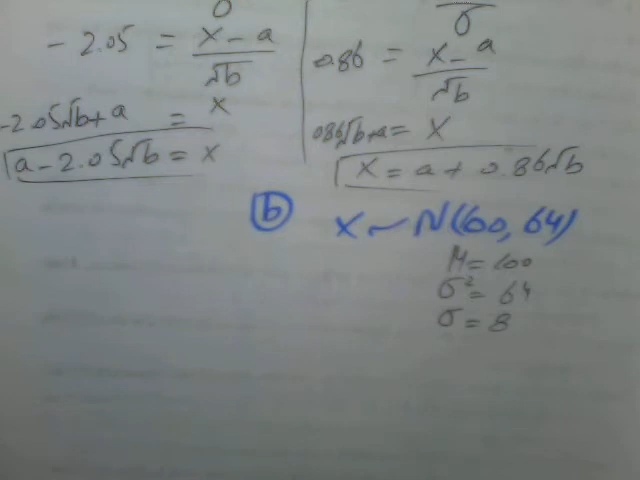 σ
-2.05 = x - a / √b
-2.05√b + a = x
a - 2.05√b = x
σ
0.86 = x - a / √b
0.86√b + a = x
x = a + 0.86√b
b x ~ N(60, 64)
M = 60
σ² = 64
σ = 8